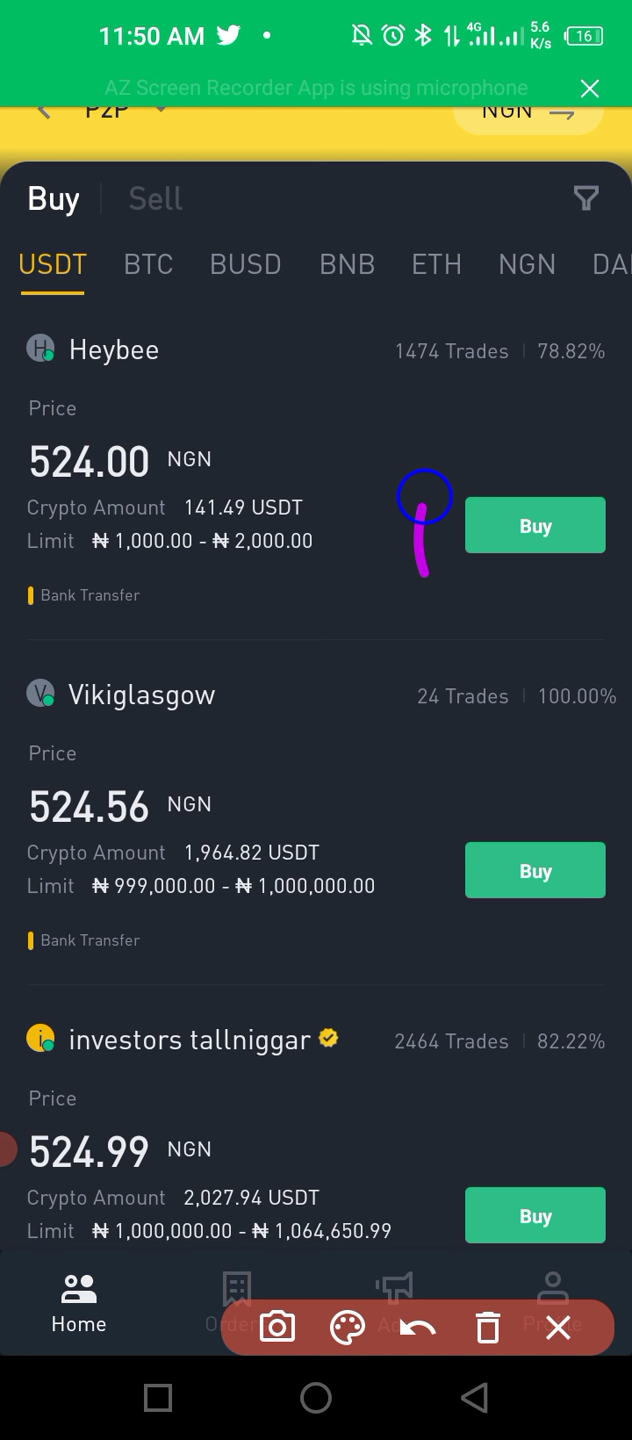 11:50 AM 4G 5.6 K/s 16
AZ Screen Recorder App is using microphone
P2P NGN
Buy Sell
USDT BTC BUSD BNB ETH NGN DAI
H Heybee 1474 Trades 78.82%
Price
524.00 NGN
Crypto Amount 141.49 USDT
Limit ₦ 1,000.00 - ₦ 2,000.00
Buy
Bank Transfer
V Vikiglasgow 24 Trades 100.00%
Price
524.56 NGN
Crypto Amount 1,964.82 USDT
Limit ₦ 999,000.00 - ₦ 1,000,000.00
Buy
Bank Transfer
i investors tallniggar 2464 Trades 82.22%
Price
524.99 NGN
Crypto Amount 2,027.94 USDT
Limit ₦ 1,000,000.00 - ₦ 1,064,650.99
Buy
Home